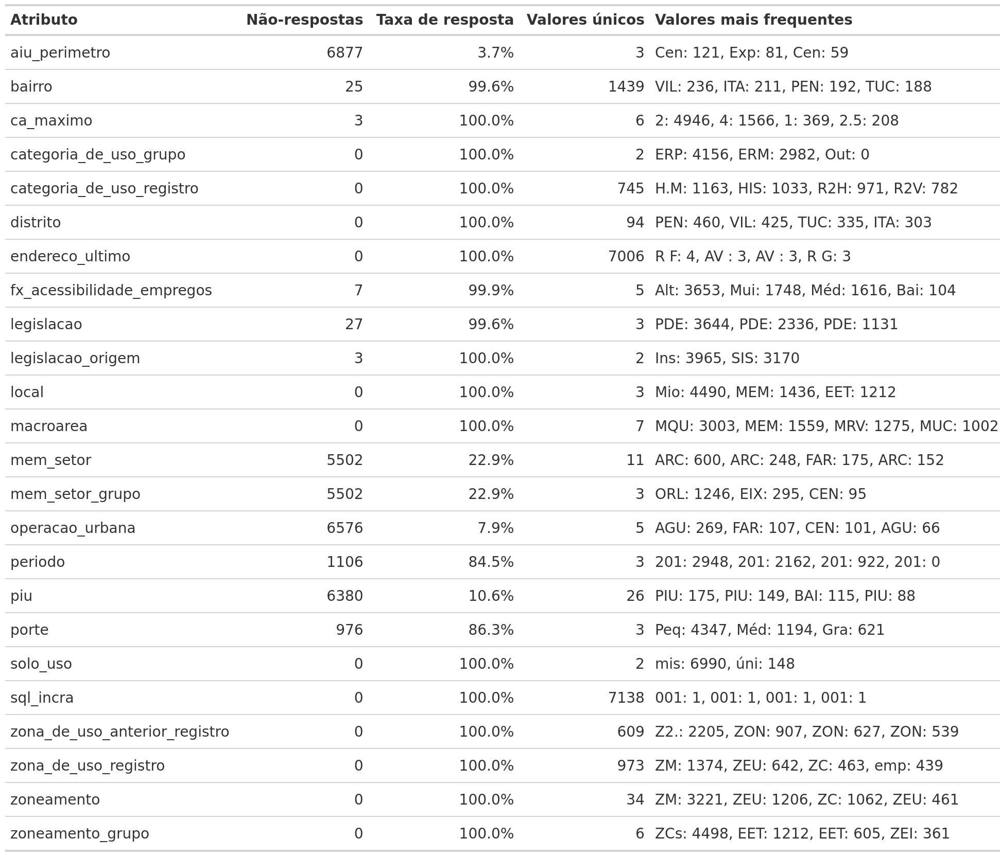 Atributo Não-respostas Taxa de resposta Valores únicos Valores mais frequentes
aiu_perimetro 6877 3.7% 3 Cen: 121, Exp: 81, Cen: 59
bairro 25 99.6% 1439 VIL: 236, ITA: 211, PEN: 192, TUC: 188
ca_maximo 3 100.0% 6 2: 4946, 4: 1566, 1: 369, 2.5: 208
categoria_de_uso_grupo 0 100.0% 2 ERP: 4156, ERM: 2982, Out: 0
categoria_de_uso_registro 0 100.0% 745 H.M: 1163, HIS: 1033, R2H: 971, R2V: 782
distrito 0 100.0% 94 PEN: 460, VIL: 425, TUC: 335, ITA: 303
endereco_ultimo 0 100.0% 7006 R F: 4, AV : 3, AV : 3, R G: 3
fx_acessibilidade_empregos 7 99.9% 5 Alt: 3653, Mui: 1748, Méd: 1616, Bai: 104
legislacao 27 99.6% 3 PDE: 3644, PDE: 2336, PDE: 1131
legislacao_origem 3 100.0% 2 Ins: 3965, SIS: 3170
local 0 100.0% 3 Mio: 4490, MEM: 1436, EET: 1212
macroarea 0 100.0% 7 MQU: 3003, MEM: 1559, MRV: 1275, MUC: 1002
mem_setor 5502 22.9% 11 ARC: 600, ARC: 248, FAR: 175, ARC: 152
mem_setor_grupo 5502 22.9% 3 ORL: 1246, EIX: 295, CEN: 95
operacao_urbana 6576 7.9% 5 AGU: 269, FAR: 107, CEN: 101, AGU: 66
periodo 1106 84.5% 3 201: 2948, 201: 2162, 201: 922, 201: 0
piu 6380 10.6% 26 PIU: 175, PIU: 149, BAI: 115, PIU: 88
porte 976 86.3% 3 Peq: 4347, Méd: 1194, Gra: 621
solo_uso 0 100.0% 2 mis: 6990, úni: 148
sql_incra 0 100.0% 7138 001: 1, 001: 1, 001: 1, 001: 1
zona_de_uso_anterior_registro 0 100.0% 609 Z2.: 2205, ZON: 907, ZON: 627, ZON: 539
zona_de_uso_registro 0 100.0% 973 ZM: 1374, ZEU: 642, ZC: 463, emp: 439
zoneamento 0 100.0% 34 ZM: 3221, ZEU: 1206, ZC: 1062, ZEU: 461
zoneamento_grupo 0 100.0% 6 ZCs: 4498, EET: 1212, EET: 605, ZEI: 361